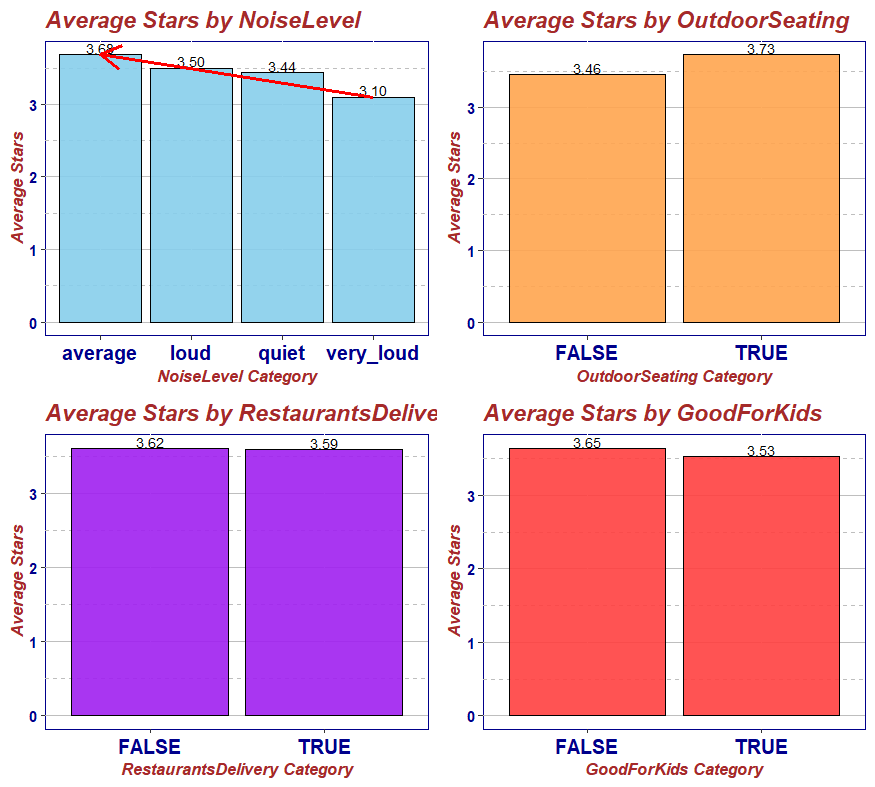 Average Stars by NoiseLevel
3.68
3.50
3.44
3.10
3
2
1
0
Average Stars
average loud quiet very_loud
NoiseLevel Category
Average Stars by OutdoorSeating
3.46
3.73
3
2
1
0
Average Stars
FALSE TRUE
OutdoorSeating Category
Average Stars by RestaurantsDelive
3.62
3.59
3
2
1
0
Average Stars
FALSE TRUE
RestaurantsDelivery Category
Average Stars by GoodForKids
3.65
3.53
3
2
1
0
Average Stars
FALSE TRUE
GoodForKids Category